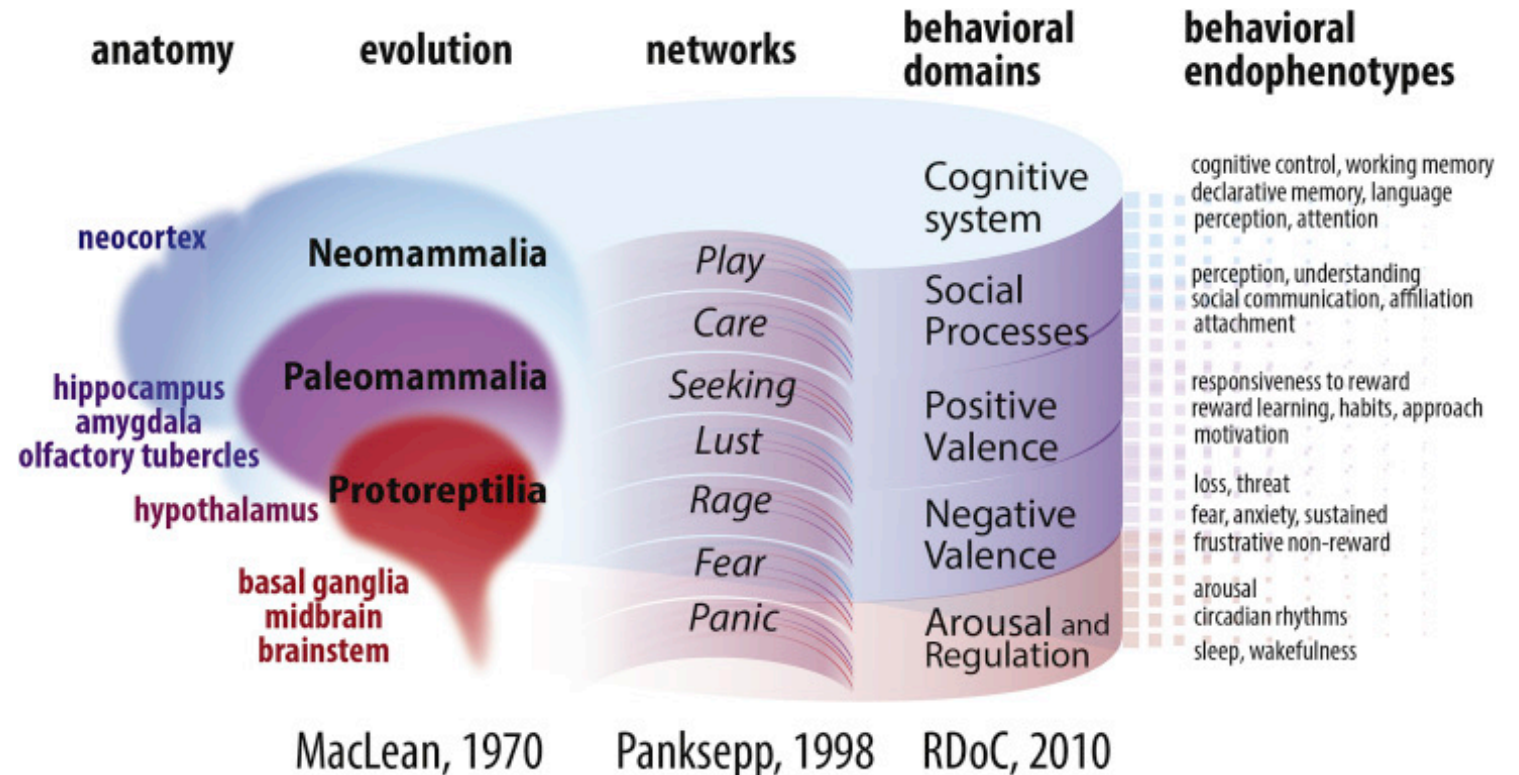 anatomy
evolution
networks
behavioral
domains
behavioral
endophenotypes
neocortex
hippocampus
amygdala
olfactory tubercles
hypothalamus
basal ganglia
midbrain
brainstem
Neomammalia
Paleomammalia
Protoreptilia
Play
Care
Seeking
Lust
Rage
Fear
Panic
Cognitive
system
Social
Processes
Positive
Valence
Negative
Valence
Arousal and
Regulation
cognitive control, working memory
declarative memory, language
perception, attention
perception, understanding
social communication, affiliation
attachment
responsiveness to reward
reward learning, habits, approach
motivation
loss, threat
fear, anxiety, sustained
frustrative non-reward
arousal
circadian rhythms
sleep, wakefulness
MacLean, 1970
Panksepp, 1998
RDoC, 2010